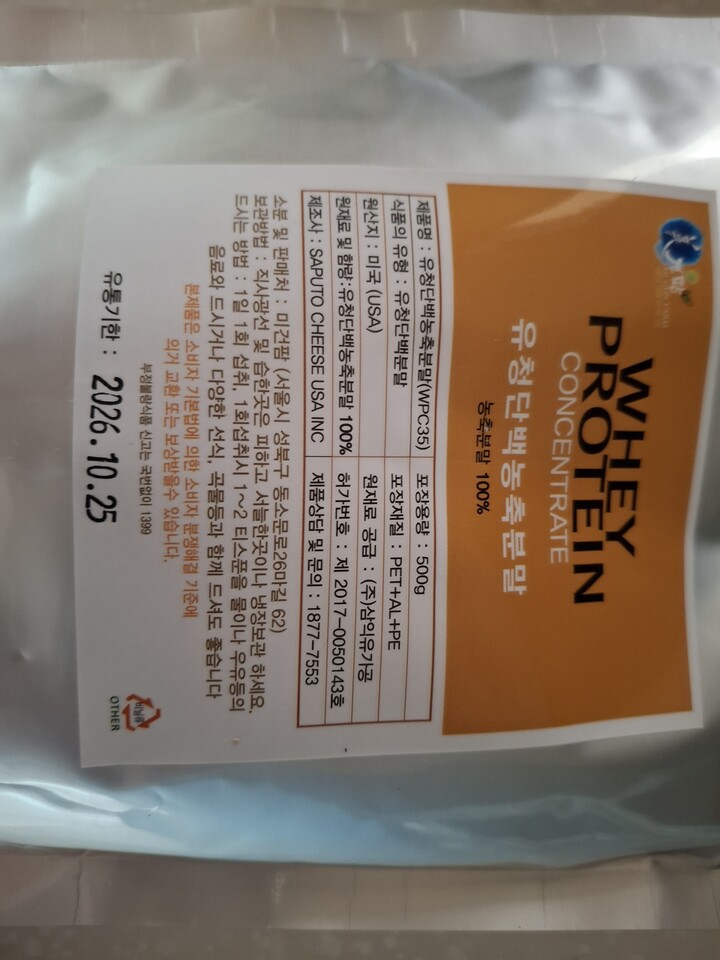 WHEY
PROTEIN
CONCENTRATE
유청단백농축분말
농축분말 100%
제품명 : 유청단백농축분말(WPC35)
포장용량 : 500g
식품의 유형 : 유청단백분말
포장재질 : PET+AL+PE
원산지 : 미국 (USA)
원재료 공급 : (주)삼익유가공
원재료 및 함량:유청단백농축분말 100%
허가번호 : 제 2017-0050143호
제조사 : SAPUTO CHEESE USA INC
제품상담 및 문의 : 1877-7553
소분 및 판매처 : 미건팜 (서울시 성북구 동소문로26마길 62)
보관방법 : 직사광선 및 습한곳은 피하고 서늘한곳이나 냉장보관 하세요.
드시는 방법 : 1일 1회 섭취, 1회섭취시 1~2 티스푼을 물이나 우유등의
음료와 드시거나 다양한 선식, 곡물등과 함께 드셔도 좋습니다
본제품은 소비자 기본법에 의한 소비자 분쟁해결 기준에
의거 교환 또는 보상받을수 있습니다.
부정불량식품 신고는 국번없이 1399
유통기한 : 2026.10.25
비닐류
OTHER